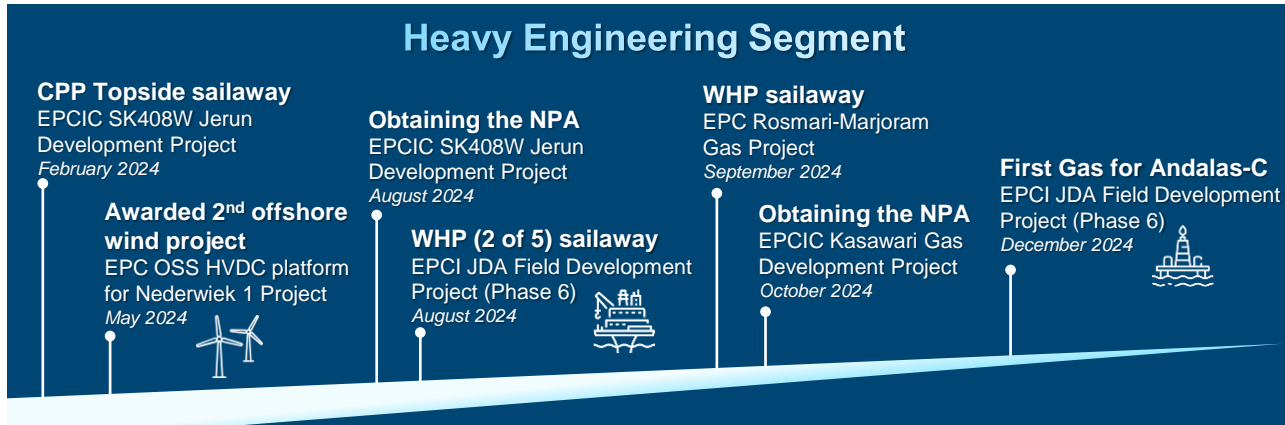 Heavy Engineering Segment
CPP Topside sailaway
EPCIC SK408W Jerun
Development Project
February 2024
Awarded 2nd offshore
wind project
EPC OSS HVDC platform
for Nederwiek 1 Project
May 2024
Obtaining the NPA
EPCIC SK408W Jerun
Development Project
August 2024
WHP (2 of 5) sailaway
EPCI JDA Field Development
Project (Phase 6)
August 2024
WHP sailaway
EPC Rosmari-Marjoram
Gas Project
September 2024
Obtaining the NPA
EPCIC Kasawari Gas
Development Project
October 2024
First Gas for Andalas-C
EPCI JDA Field Development
Project (Phase 6)
December 2024